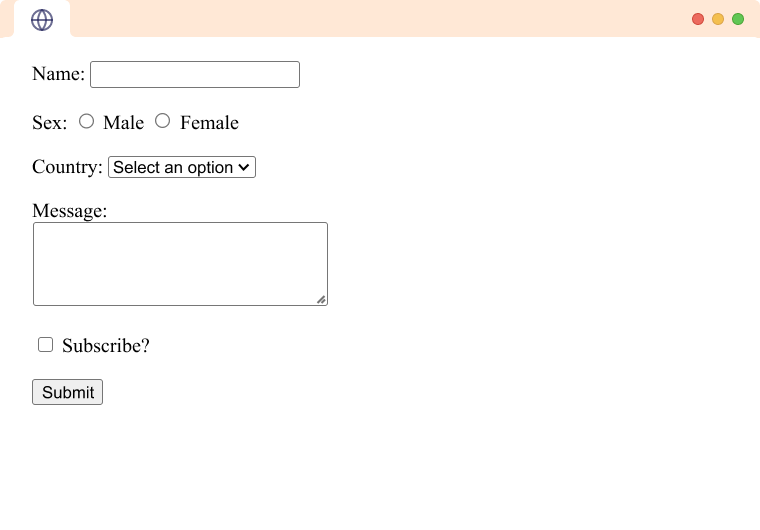 Name:
Sex: Male Female
Country: Select an option
Message:
Subscribe?
Submit